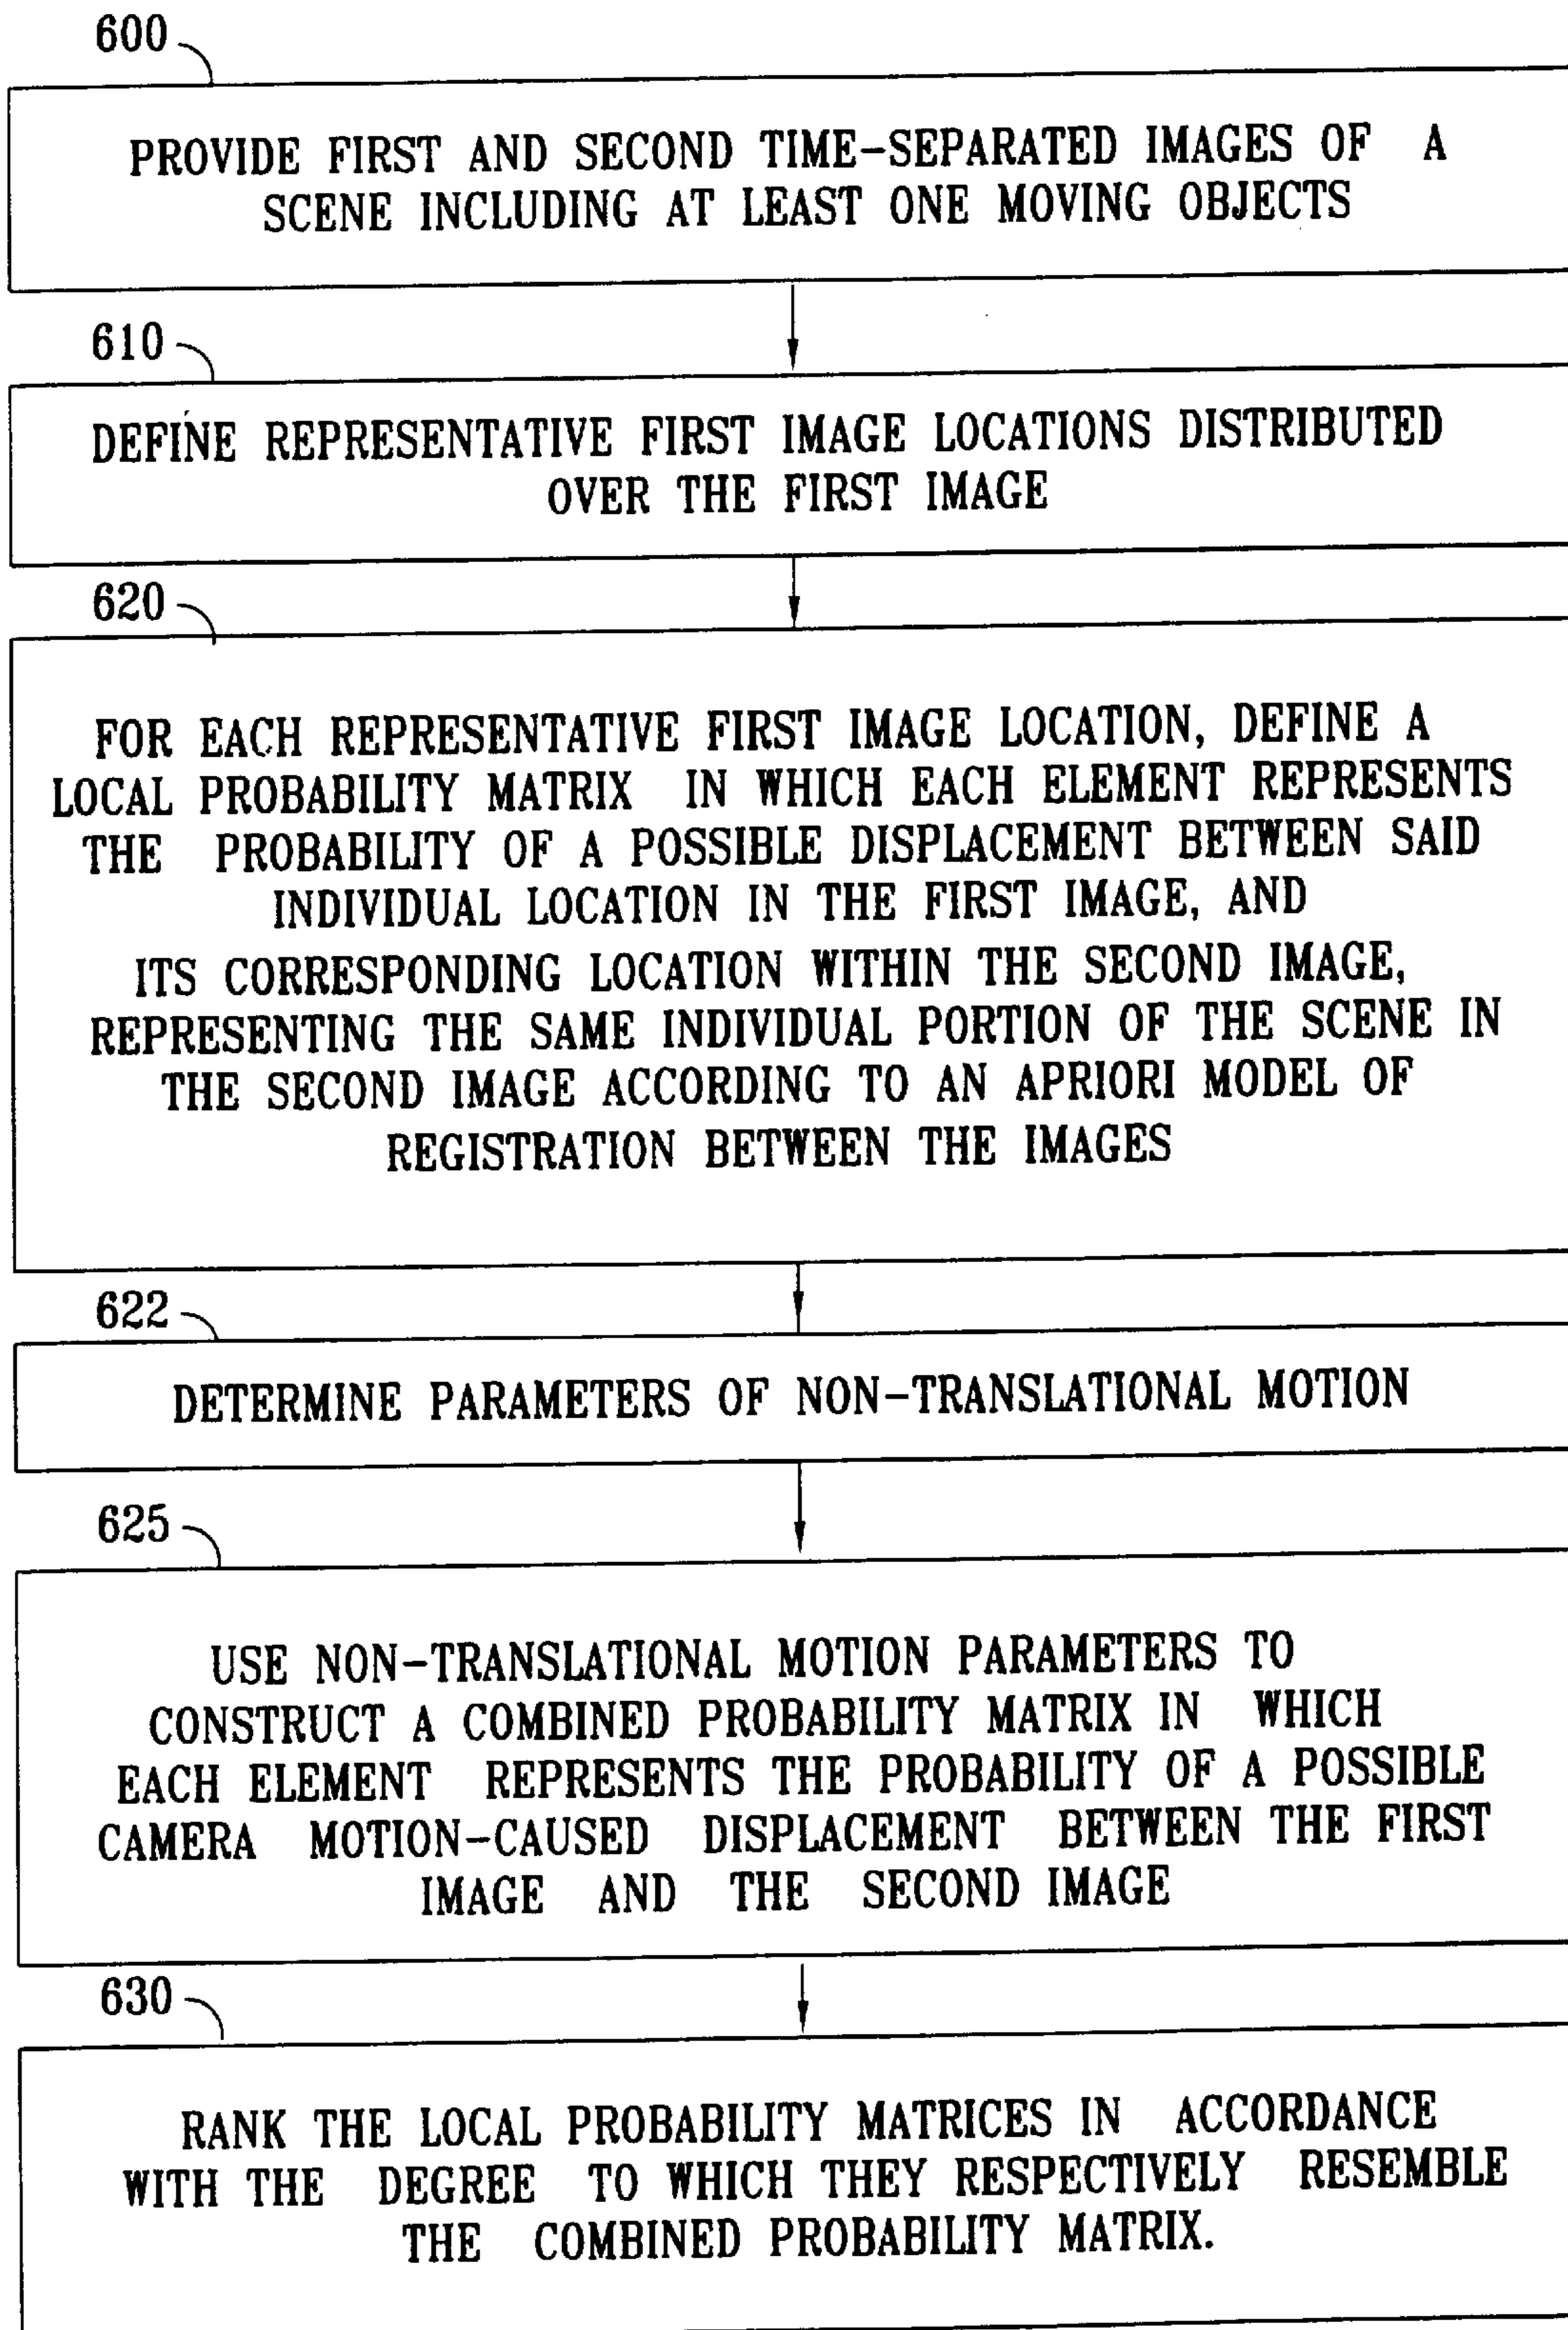 600
PROVIDE FIRST AND SECOND TIME-SEPARATED IMAGES OF A
SCENE INCLUDING AT LEAST ONE MOVING OBJECTS
610
DEFINE REPRESENTATIVE FIRST IMAGE LOCATIONS DISTRIBUTED
OVER THE FIRST IMAGE
620
FOR EACH REPRESENTATIVE FIRST IMAGE LOCATION, DEFINE A
LOCAL PROBABILITY MATRIX IN WHICH EACH ELEMENT REPRESENTS
THE PROBABILITY OF A POSSIBLE DISPLACEMENT BETWEEN SAID
INDIVIDUAL LOCATION IN THE FIRST IMAGE, AND
ITS CORRESPONDING LOCATION WITHIN THE SECOND IMAGE,
REPRESENTING THE SAME INDIVIDUAL PORTION OF THE SCENE IN
THE SECOND IMAGE ACCORDING TO AN APRIORI MODEL OF
REGISTRATION BETWEEN THE IMAGES
622
DETERMINE PARAMETERS OF NON-TRANSLATIONAL MOTION
625
USE NON-TRANSLATIONAL MOTION PARAMETERS TO
CONSTRUCT A COMBINED PROBABILITY MATRIX IN WHICH
EACH ELEMENT REPRESENTS THE PROBABILITY OF A POSSIBLE
CAMERA MOTION-CAUSED DISPLACEMENT BETWEEN THE FIRST
IMAGE AND THE SECOND IMAGE
630
RANK THE LOCAL PROBABILITY MATRICES IN ACCORDANCE
WITH THE DEGREE TO WHICH THEY RESPECTIVELY RESEMBLE
THE COMBINED PROBABILITY MATRIX.